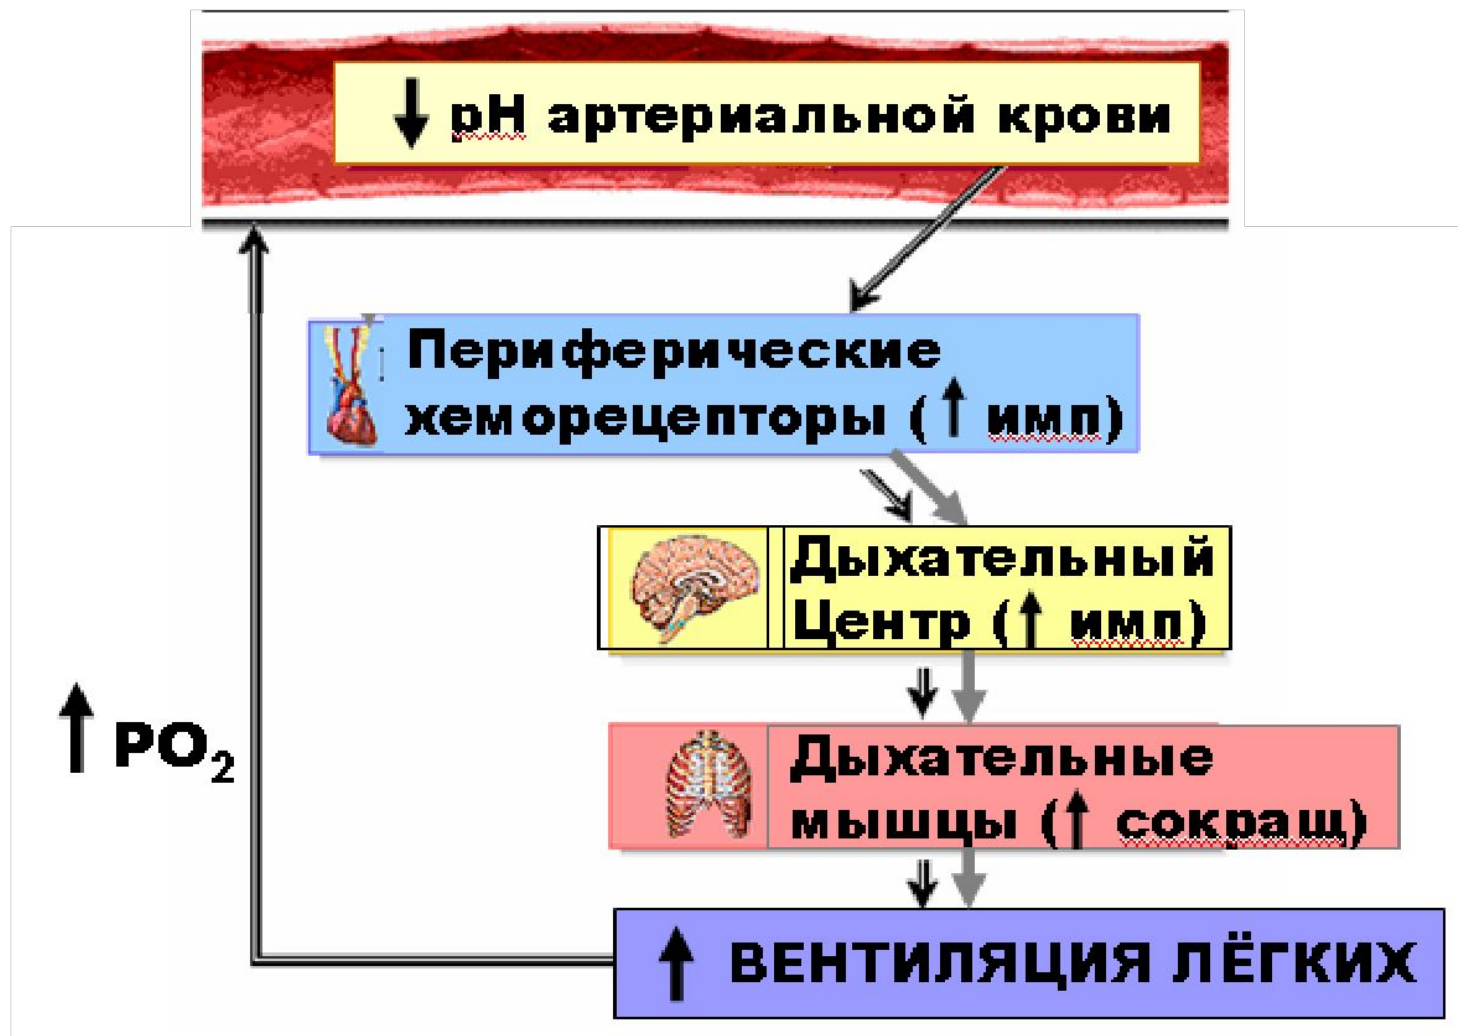 ↓ pH артериальной крови
Периферические
хеморецепторы (↑ имп)
Дыхательный
Центр (↑ имп)
↑ PO₂
Дыхательные
мышцы (↑ сокращ)
↑ ВЕНТИЛЯЦИЯ ЛЁГКИХ